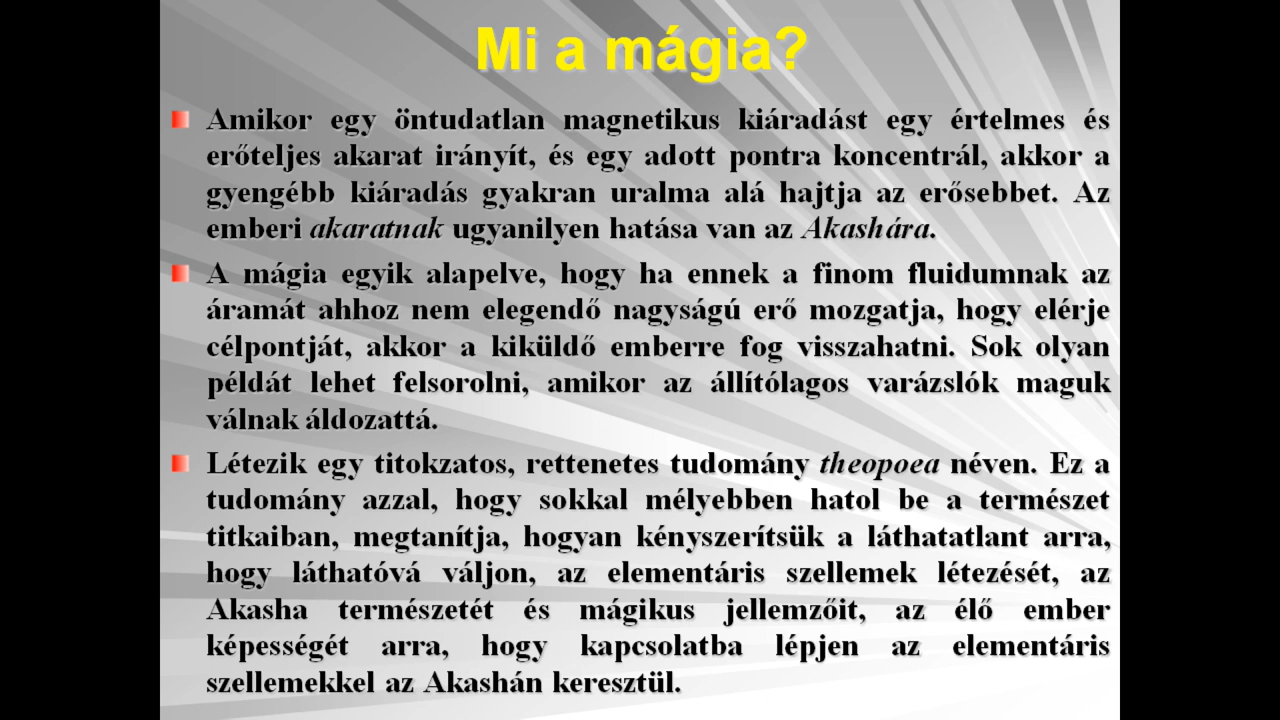 Mi a mágia?
Amikor egy öntudatlan magnetikus kiáradást egy értelmes és
erőteljes akarat irányít, és egy adott pontra koncentrál, akkor a
gyengébb kiáradás gyakran uralma alá hajtja az erősebbet. Az
emberi akaratnak ugyanilyen hatása van az Akashára.
A mágia egyik alapelve, hogy ha ennek a finom fluidumnak az
áramát ahhoz nem elegendő nagyságú erő mozgatja, hogy elérje
célpontját, akkor a kiküldő emberre fog visszahatni. Sok olyan
példát lehet felsorolni, amikor az állítólagos varázslók maguk
válnak áldozattá.
Létezik egy titokzatos, rettenetes tudomány theopoea néven. Ez a
tudomány azzal, hogy sokkal mélyebben hatol be a természet
titkaiban, megtanítja, hogyan kényszerítsük a láthatatlant arra,
hogy láthatóvá váljon, az elementáris szellemek létezését, az
Akasha természetét és mágikus jellemzőit, az élő ember
képességét arra, hogy kapcsolatba lépjen az elementáris
szellemekkel az Akashán keresztül.